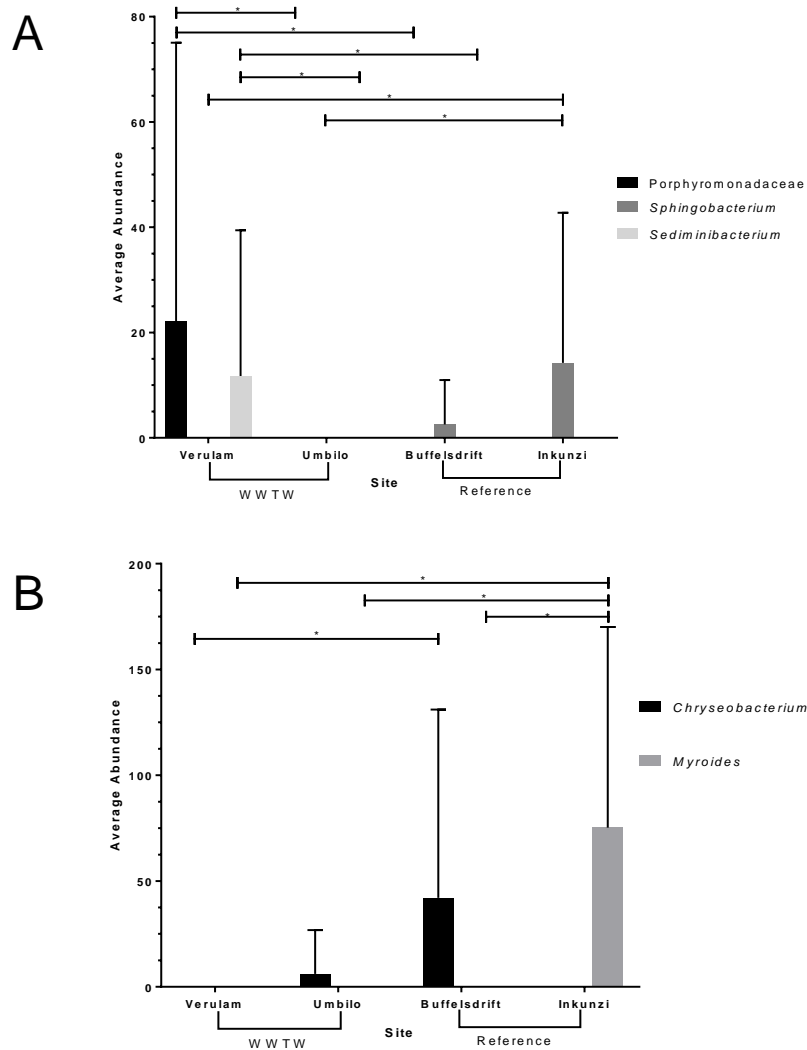 A
*
*
*
*
*
*
80
60
40
20
0
Average Abundance
Porphyromonadaceae
Sphingobacterium
Sediminibacterium
Verulam Umbilo Buffelsdrift Inkunzi
WWTW Site Reference
B
*
*
*
*
200
150
100
50
0
Average Abundance
Chryseobacterium
Myroides
Verulam Umbilo Buffelsdrift Inkunzi
WWTW Site Reference